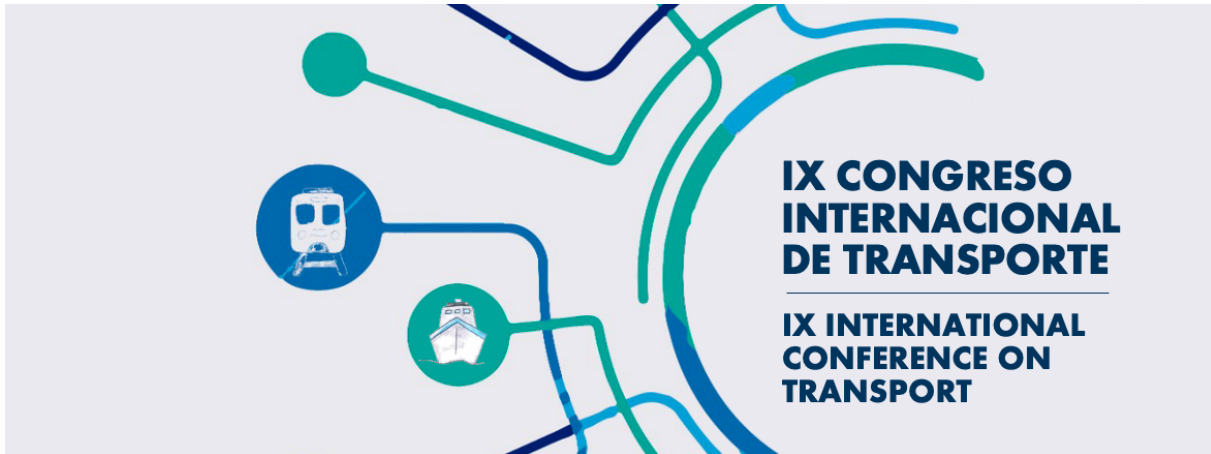 IX CONGRESO
INTERNACIONAL
DE TRANSPORTE
IX INTERNATIONAL
CONFERENCE ON
TRANSPORT